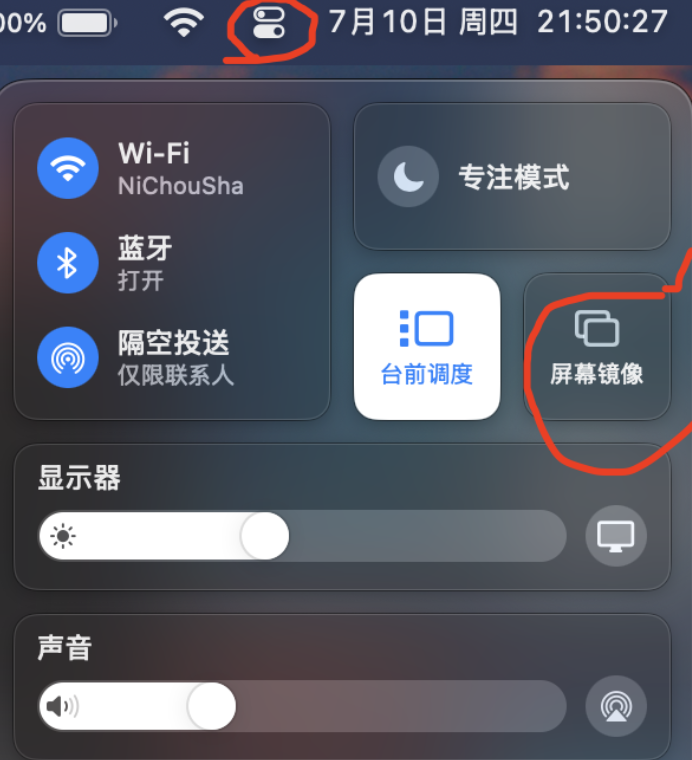 00% 7月10日 周四 21:50:27
Wi-Fi
NiChouSha
专注模式
蓝牙
打开
隔空投送
仅限联系人
台前调度
屏幕镜像
显示器
声音